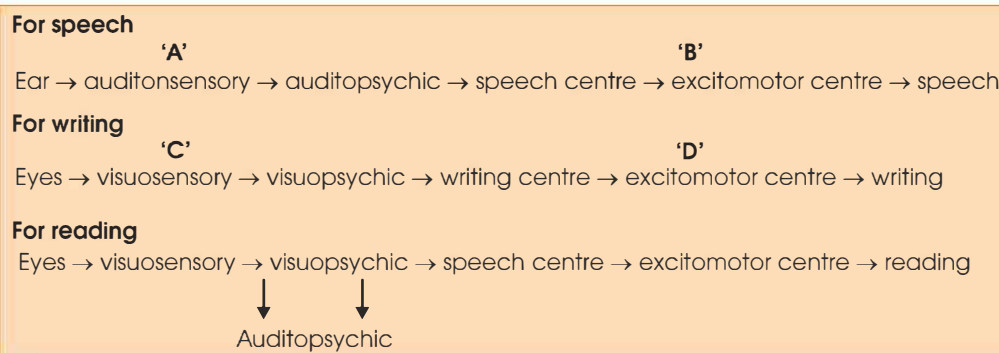 For speech
‘A’ ‘B’
Ear → auditonsensory → auditopsychic → speech centre → excitomotor centre → speech
For writing
‘C’ ‘D’
Eyes → visuosensory → visuopsychic → writing centre → excitomotor centre → writing
For reading
Eyes → visuosensory → visuopsychic → speech centre → excitomotor centre → reading
Auditopsychic